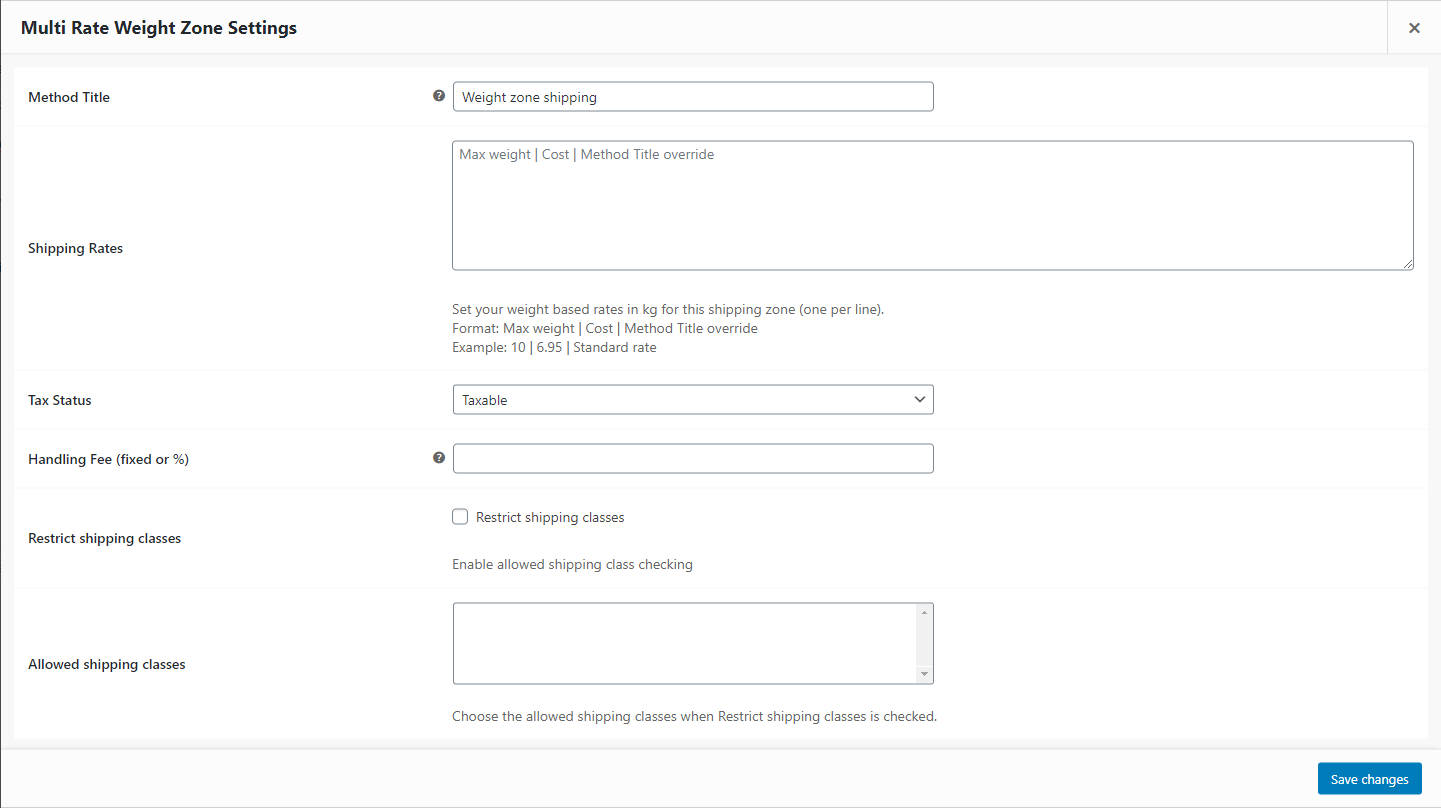 Multi Rate Weight Zone Settings
Method Title
Weight zone shipping
Max weight | Cost | Method Title override
Shipping Rates
Set your weight based rates in kg for this shipping zone (one per line).
Format: Max weight | Cost | Method Title override
Example: 10 | 6.95 | Standard rate
Tax Status
Taxable
Handling Fee (fixed or %)
Restrict shipping classes
Restrict shipping classes
Enable allowed shipping class checking
Allowed shipping classes
Choose the allowed shipping classes when Restrict shipping classes is checked.
Save changes